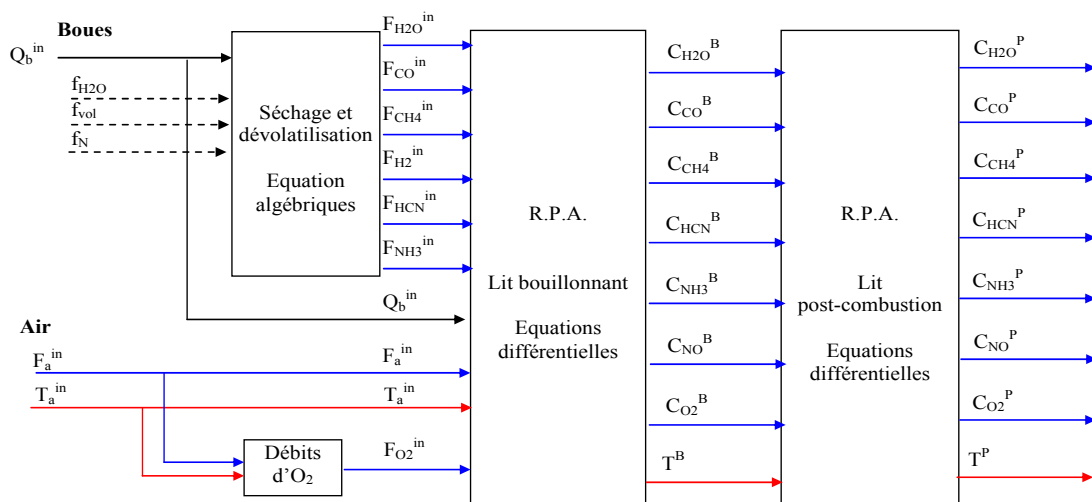 Boues
Q_b^in
f_H2O
f_vol
f_N
Séchage et
dévolatilisation
Equation
algébriques
F_H2O^in
F_CO^in
F_CH4^in
F_H2^in
F_HCN^in
F_NH3^in
Q_b^in
Air
F_a^in
F_a^in
T_a^in
T_a^in
Débits
d'O_2
F_O2^in
R.P.A.
Lit bouillonnant
Equations
différentielles
C_H2O^B
C_CO^B
C_CH4^B
C_HCN^B
C_NH3^B
C_NO^B
C_O2^B
T^B
R.P.A.
Lit
post-combustion
Equations
différentielles
C_H2O^P
C_CO^P
C_CH4^P
C_HCN^P
C_NH3^P
C_NO^P
C_O2^P
T^P